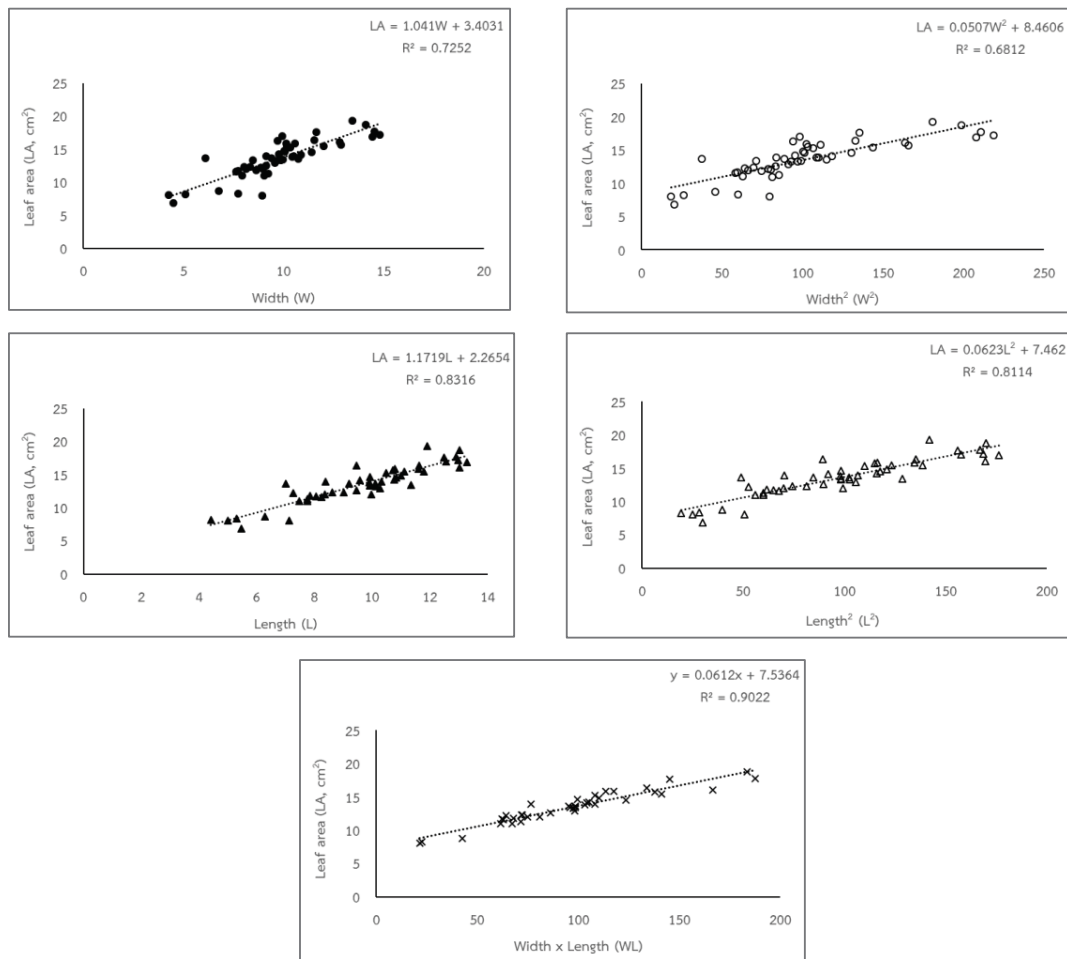 LA = 1.041W + 3.4031
R² = 0.7252
25
20
15
10
5
0
0 5 10 15 20
Leaf area (LA, cm²)
Width (W)
LA = 0.0507W² + 8.4606
R² = 0.6812
25
20
15
10
5
0
0 50 100 150 200 250
Leaf area (LA, cm²)
Width² (W²)
LA = 1.1719L + 2.2654
R² = 0.8316
25
20
15
10
5
0
0 2 4 6 8 10 12 14
Leaf area (LA, cm²)
Length (L)
LA = 0.0623L² + 7.462
R² = 0.8114
25
20
15
10
5
0
0 50 100 150 200
Leaf area (LA, cm²)
Length² (L²)
y = 0.0612x + 7.5364
R² = 0.9022
25
20
15
10
5
0
0 50 100 150 200
Leaf area (LA, cm²)
Width x Length (WL)